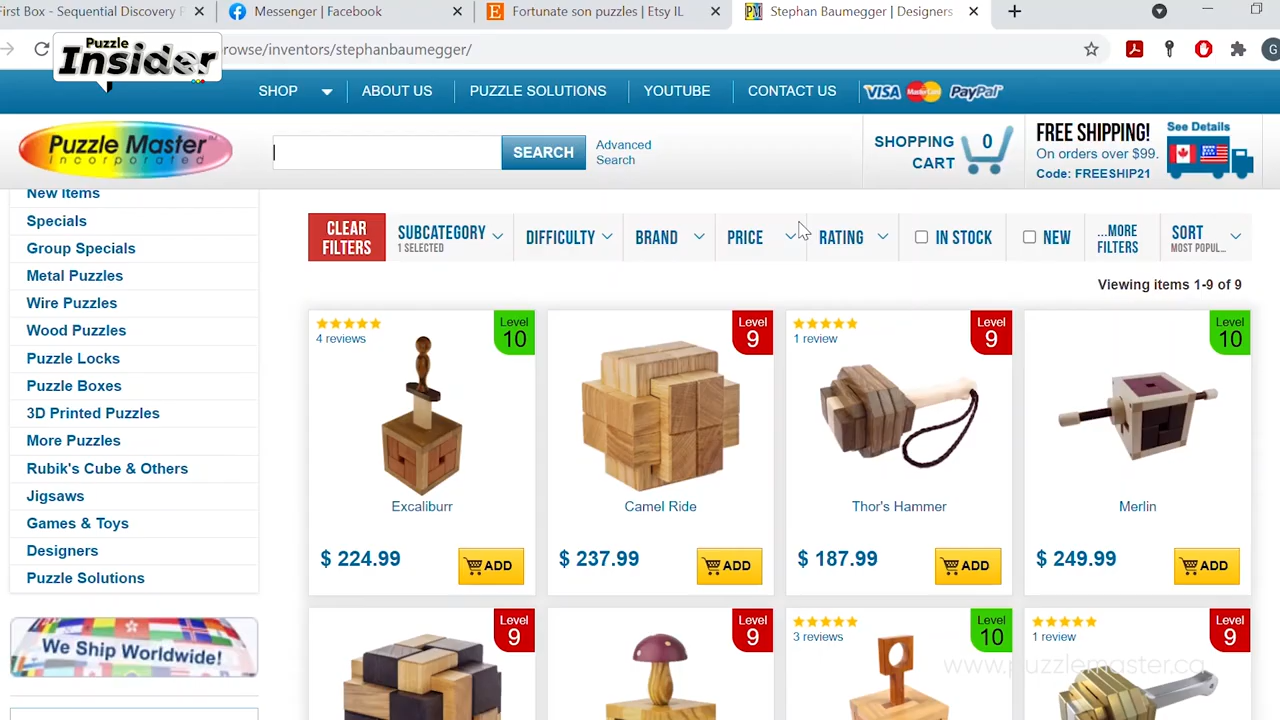 First Box - Sequential Discovery P
Messenger | Facebook
Fortunate son puzzles | Etsy IL
PM
Stephan Baumegger | Designers
Puzzle
Insider
rowse/inventors/stephanbaumegger/
G
SHOP
ABOUT US
PUZZLE SOLUTIONS
YOUTUBE
CONTACT US
VISA
MasterCard
PayPal
Puzzle Master
Incorporated
SEARCH
Advanced
Search
SHOPPING
CART
0
FREE SHIPPING!
On orders over $99.
Code: FREESHIP21
See Details
New Items
Specials
Group Specials
Metal Puzzles
Wire Puzzles
Wood Puzzles
Puzzle Locks
Puzzle Boxes
3D Printed Puzzles
More Puzzles
Rubik's Cube & Others
Jigsaws
Games & Toys
Designers
Puzzle Solutions
We Ship Worldwide!
CLEAR
FILTERS
SUBCATEGORY
1 SELECTED
DIFFICULTY
BRAND
PRICE
RATING
IN STOCK
NEW
...MORE
FILTERS
SORT
MOST POPUL...
Viewing items 1-9 of 9
4 reviews
Level
10
Excaliburr
$ 224.99
ADD
Level
9
Camel Ride
$ 237.99
ADD
1 review
Level
9
Thor's Hammer
$ 187.99
ADD
Level
10
Merlin
$ 249.99
ADD
Level
9
Level
9
3 reviews
Level
10
1 review
Level
9
www.puzzlemaster.ca